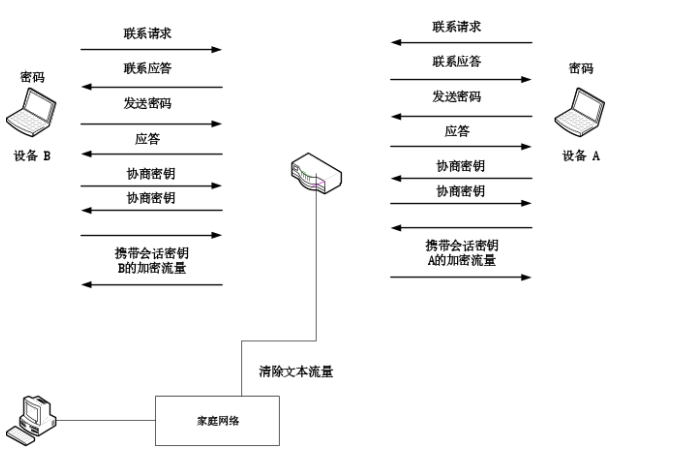 联系请求
联系应答
密码
发送密码
应答
设备 B
协商密钥
协商密钥
携带会话密钥
B的加密流量
联系请求
联系应答
密码
发送密码
应答
设备 A
协商密钥
协商密钥
携带会话密钥
A的加密流量
清除文本流量
家庭网络